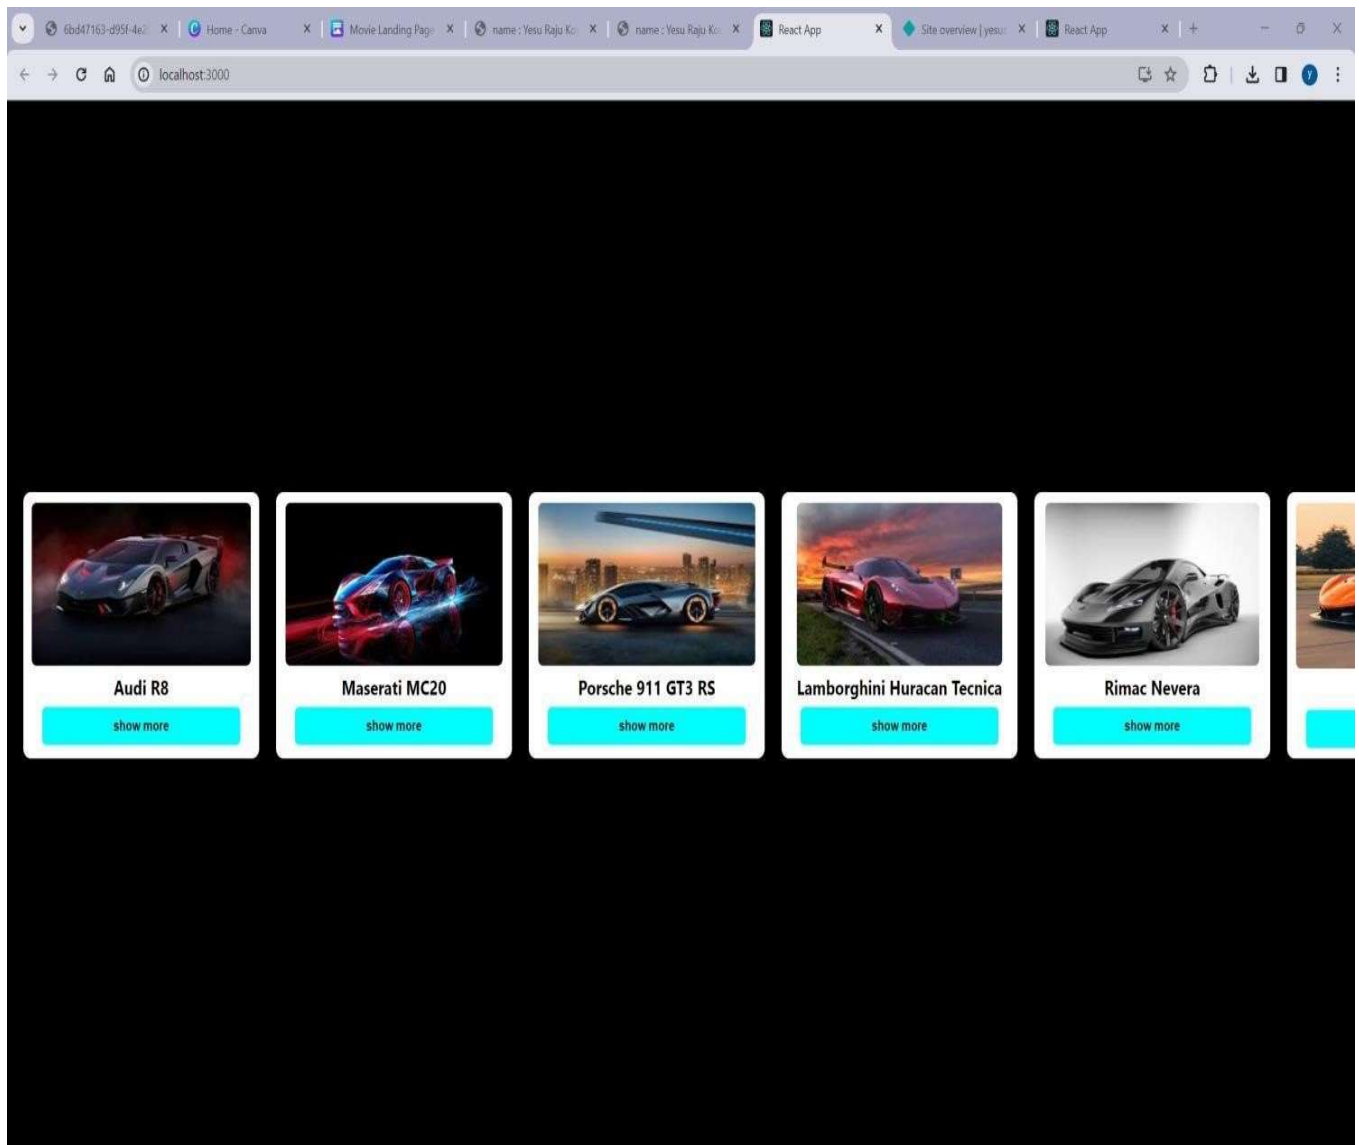 6bd47163-d95f-4e2
Home - Canva
Movie Landing Page
name : Yesu Raju Ko
name : Yesu Raju Ko
React App
Site overview | yesu
React App
localhost:3000
y
Audi R8
Maserati MC20
Porsche 911 GT3 RS
Lamborghini Huracan Tecnica
Rimac Nevera
show more
show more
show more
show more
show more